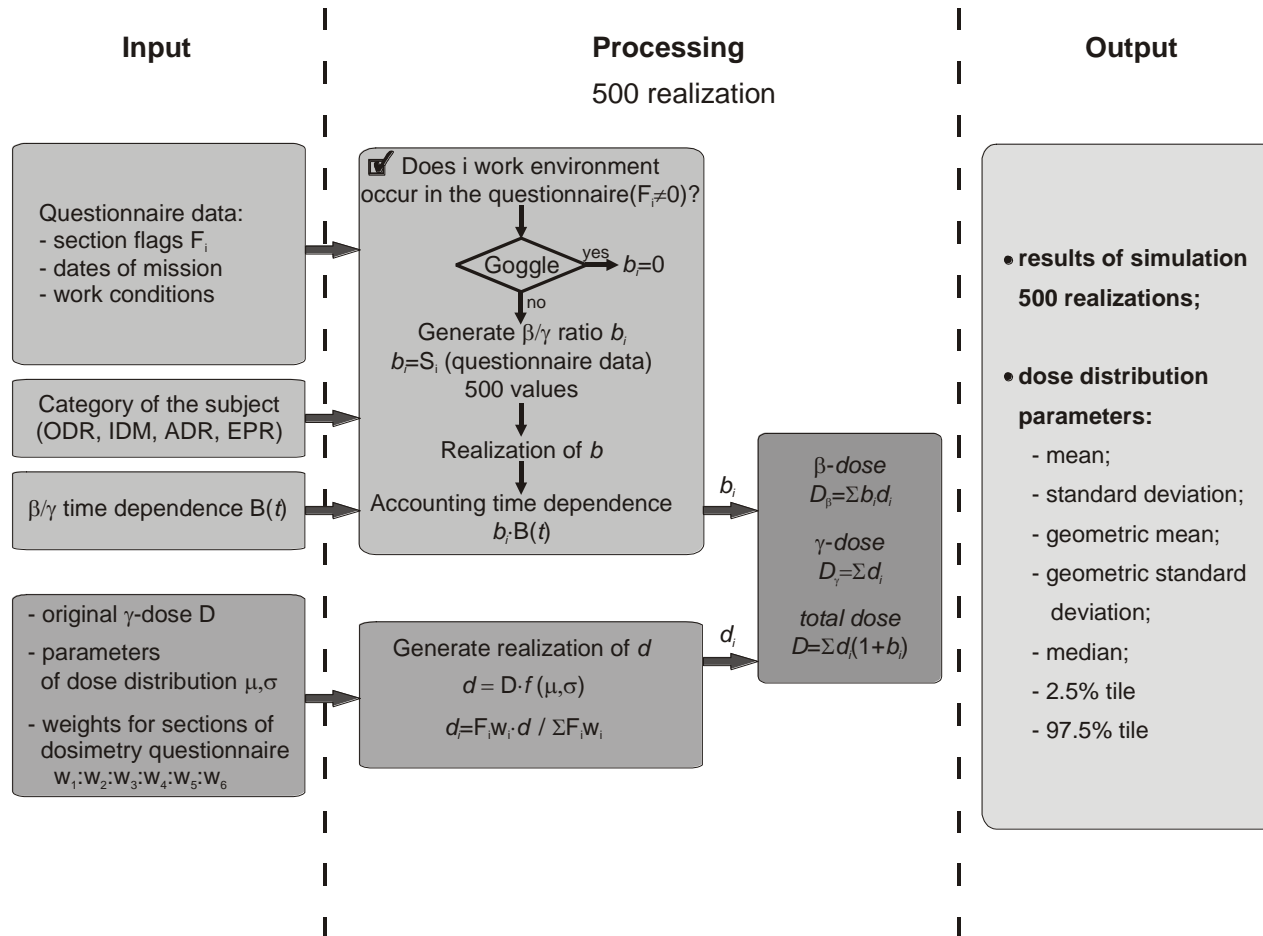 Input
Questionnaire data:
- section flags Fᵢ
- dates of mission
- work conditions
Category of the subject
(ODR, IDM, ADR, EPR)
β/γ time dependence B(t)
- original γ-dose D
- parameters
of dose distribution μ,σ
- weights for sections of
dosimetry questionnaire
w₁:w₂:w₃:w₄:w₅:w₆
Processing
500 realization
Does i work environment
occur in the questionnaire(Fᵢ≠0)?
Goggle
yes
bᵢ=0
no
Generate β/γ ratio bᵢ
bᵢ=Sᵢ (questionnaire data)
500 values
Realization of b
Accounting time dependence
bᵢ·B(t)
Generate realization of d
d = D·f (μ,σ)
dᵢ=Fᵢwᵢ·d / ΣFᵢwᵢ
bᵢ
dᵢ
β-dose
D_β=Σbᵢdᵢ
γ-dose
D_γ=Σdᵢ
total dose
D=Σdᵢ(1+bᵢ)
Output
• results of simulation
500 realizations;
• dose distribution
parameters:
- mean;
- standard deviation;
- geometric mean;
- geometric standard
deviation;
- median;
- 2.5% tile
- 97.5% tile